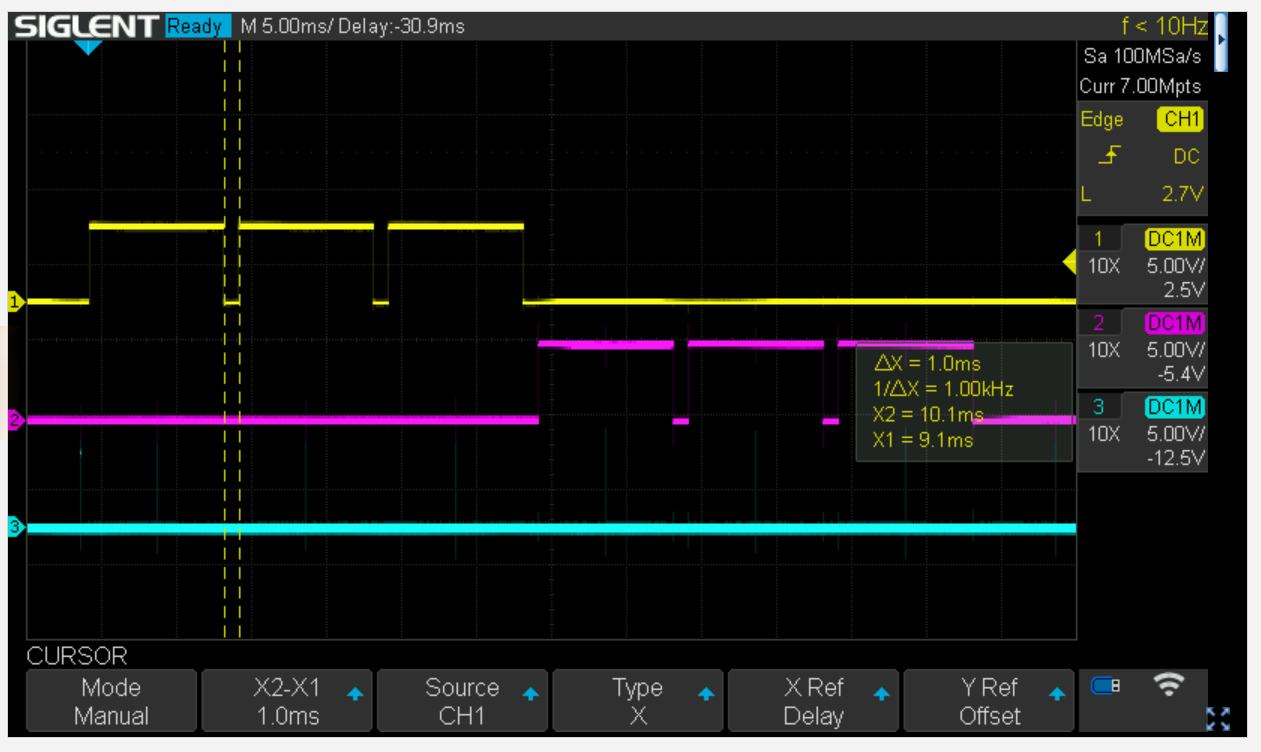 SIGLENT Ready M 5.00ms/ Delay:-30.9ms f < 10Hz
Sa 100MSa/s
Curr 7.00Mpts
Edge CH1
DC
L 2.7V
1 DC1M
10X 5.00V/
2.5V
2 DC1M
10X 5.00V/
-5.4V
3 DC1M
10X 5.00V/
-12.5V
1
2
3
△X = 1.0ms
1/△X = 1.00kHz
X2 = 10.1ms
X1 = 9.1ms
CURSOR
Mode
Manual
X2-X1
1.0ms
Source
CH1
Type
X
X Ref
Delay
Y Ref
Offset